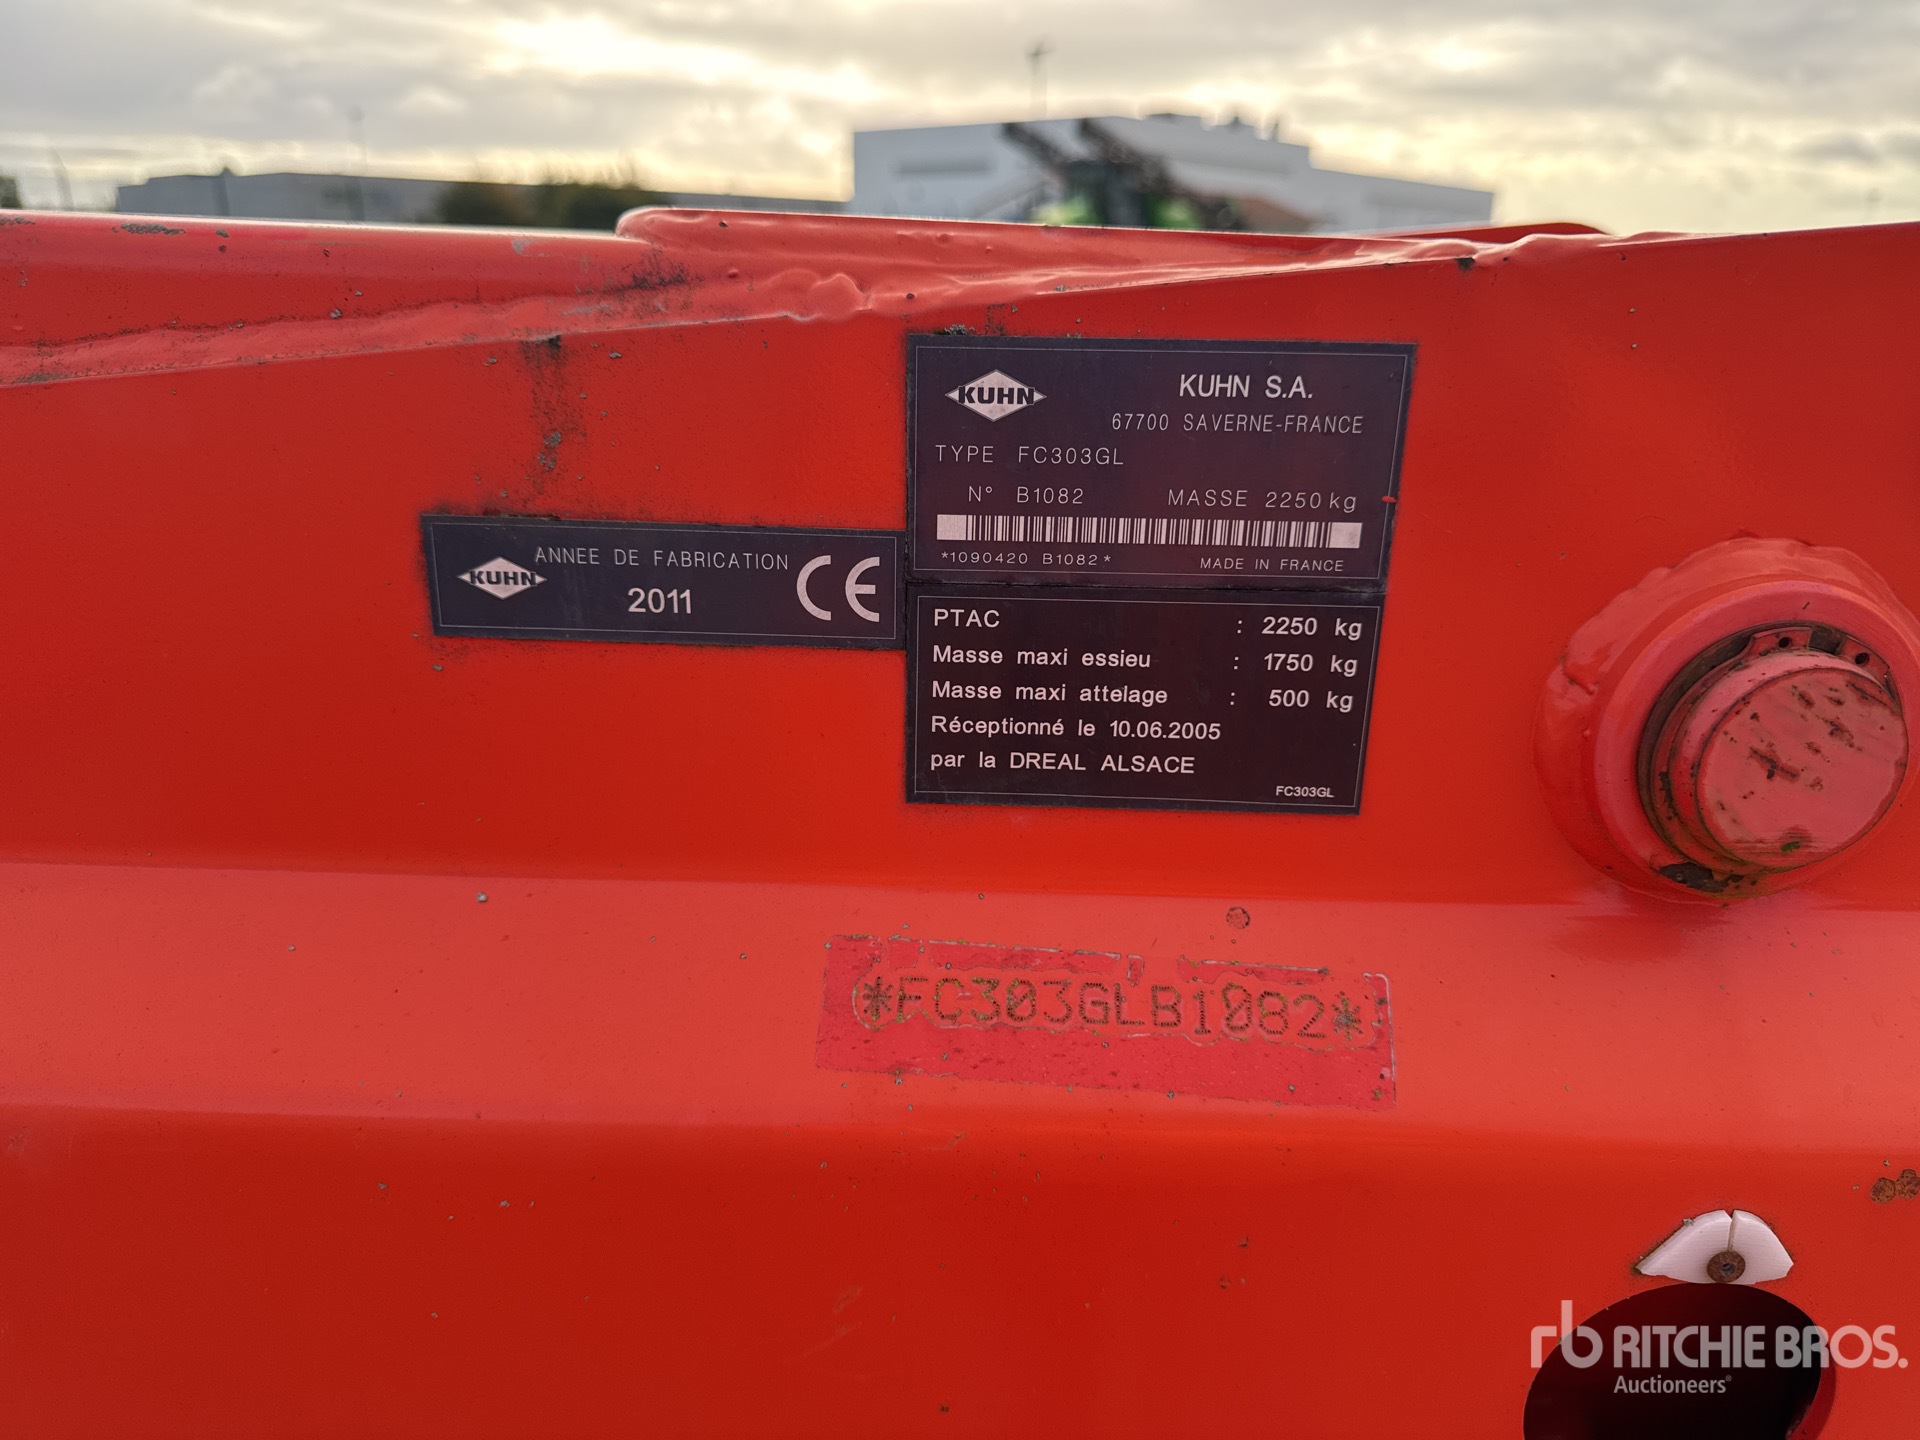 KUHN
KUHN S.A.
67700 SAVERNE-FRANCE
TYPE FC303GL
N° B1082 MASSE 2250kg
*1090420 B1082*
MADE IN FRANCE
KUHN
ANNEE DE FABRICATION
2011
CE
PTAC : 2250 kg
Masse maxi essieu : 1750 kg
Masse maxi attelage : 500 kg
Réceptionné le 10.06.2005
par la DREAL ALSACE
FC303GL
*FC303GLB1082*
rb RITCHIE BROS.
Auctioneers®